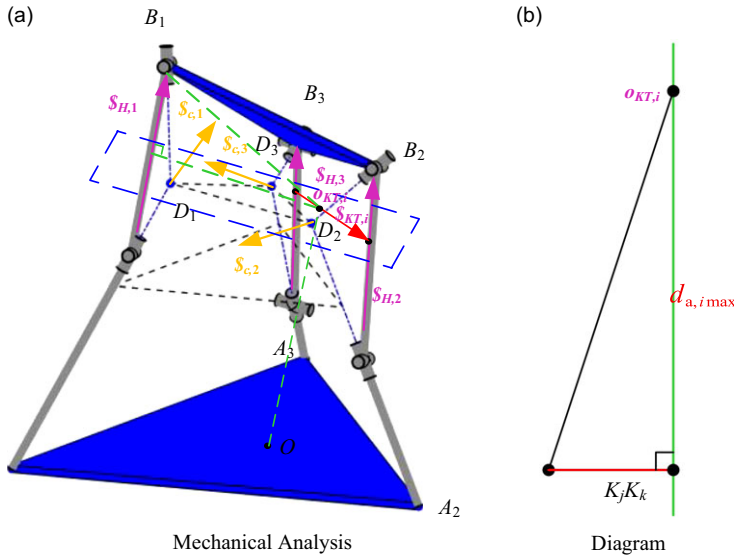 (a)
(b)
B1
B3
B2
$H,1
$c,1
$c,3
D3
$H,3
oKT,i
$KT,i
D1
D2
$c,2
$H,2
A3
O
A2
oKT,i
da,imax
KjKk
Mechanical Analysis
Diagram